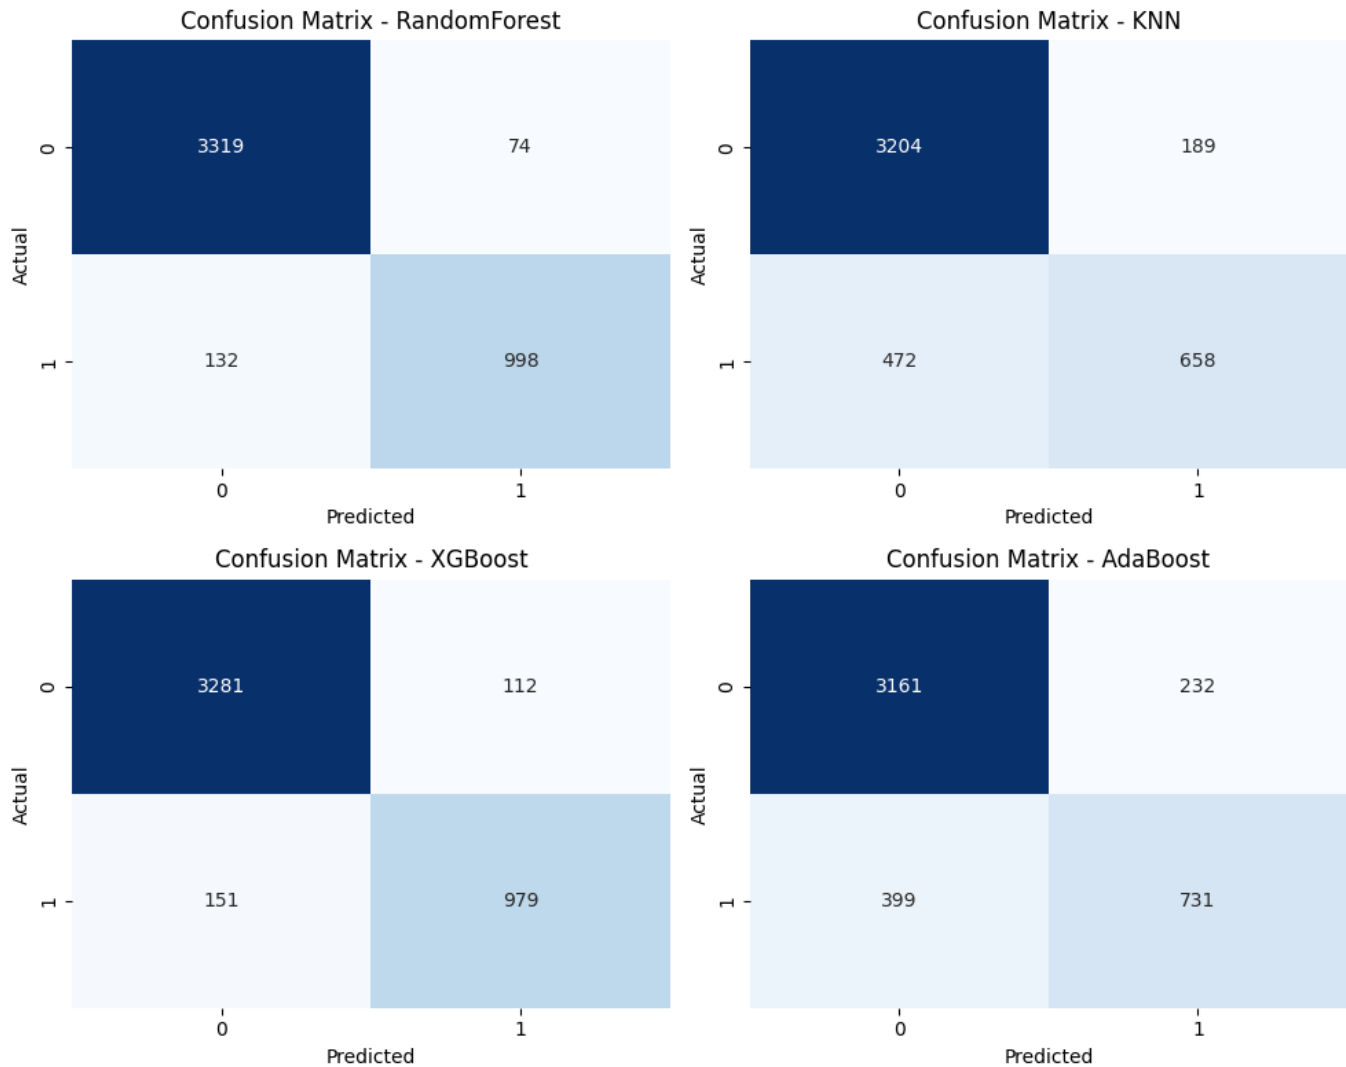 Confusion Matrix - RandomForest
Actual
0
3319
74
1
132
998
0
1
Predicted
Confusion Matrix - KNN
Actual
0
3204
189
1
472
658
0
1
Predicted
Confusion Matrix - XGBoost
Actual
0
3281
112
1
151
979
0
1
Predicted
Confusion Matrix - AdaBoost
Actual
0
3161
232
1
399
731
0
1
Predicted